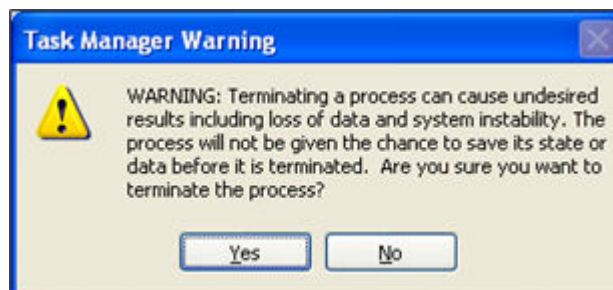 Task Manager Warning
WARNING: Terminating a process can cause undesired
results including loss of data and system instability. The
process will not be given the chance to save its state or
data before it is terminated.  Are you sure you want to
terminate the process?
Yes
No